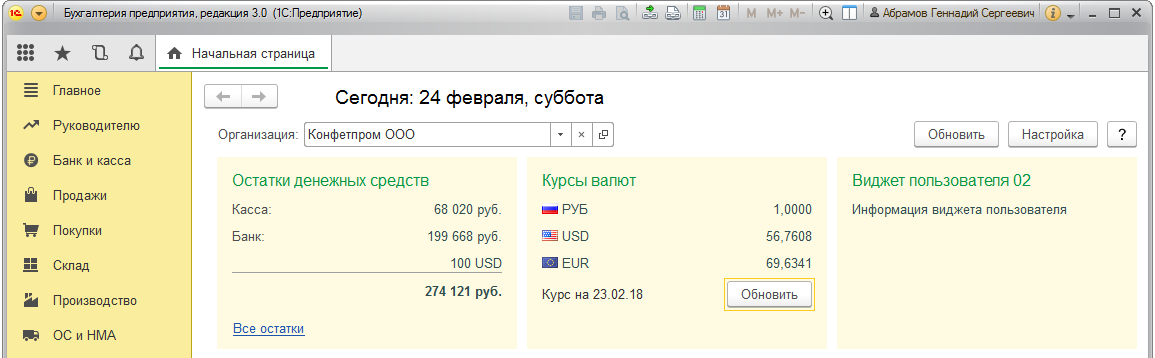 Бухгалтерия предприятия, редакция 3.0 (1С:Предприятие)
M M+ M- Абрамов Геннадий Сергеевич
Начальная страница
Главное
Руководителю
Банк и касса
Продажи
Покупки
Склад
Производство
ОС и НМА
Сегодня: 24 февраля, суббота
Организация: Конфетпром ООО
Обновить Настройка ?
Остатки денежных средств
Касса: 68 020 руб.
Банк: 199 668 руб.
100 USD
274 121 руб.
Все остатки
Курсы валют
РУБ 1,0000
USD 56,7608
EUR 69,6341
Курс на 23.02.18 Обновить
Виджет пользователя 02
Информация виджета пользователя